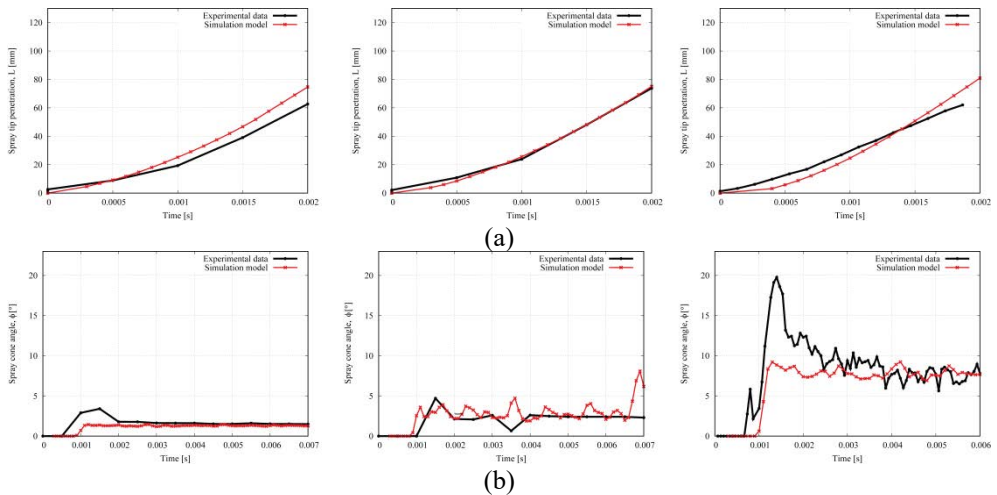 Experimental data
Simulation model
Spray tip penetration, L [mm]
120
100
80
60
40
20
0
0 0.0005 0.001 0.0015 0.002
Time [s]
Experimental data
Simulation model
Spray tip penetration, L [mm]
120
100
80
60
40
20
0
0 0.0005 0.001 0.0015 0.002
Time [s]
Experimental data
Simulation model
Spray tip penetration, L [mm]
120
100
80
60
40
20
0
0 0.0005 0.001 0.0015 0.002
Time [s]
(a)
Experimental data
Simulation model
Spray cone angle, ϕ[°]
20
15
10
5
0
0.001 0.002 0.003 0.004 0.005 0.006 0.007
Time [s]
Experimental data
Simulation model
Spray cone angle, ϕ[°]
20
15
10
5
0
0.001 0.002 0.003 0.004 0.005 0.006 0.007
Time [s]
Experimental data
Simulation model
Spray cone angle, ϕ[°]
20
15
10
5
0
0.001 0.002 0.003 0.004 0.005 0.006
Time [s]
(b)